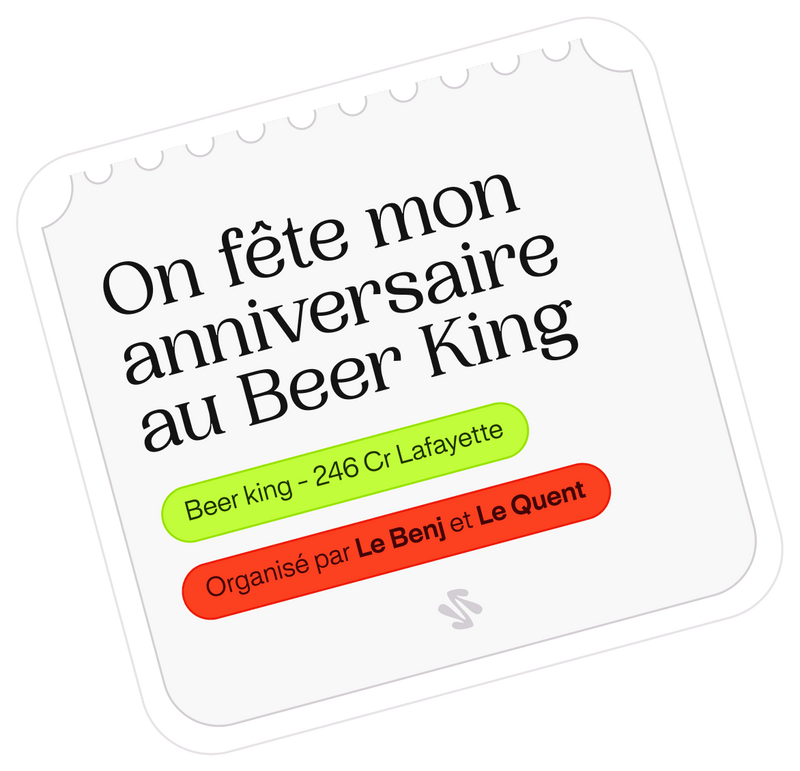 On fête mon
anniversaire
au Beer King
Beer king - 246 Cr Lafayette
Organisé par Le Benj et Le Quent